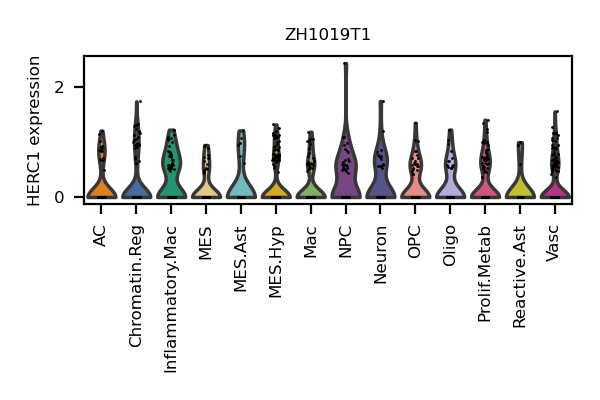 ZH1019T1
HERC1 expression
2
0
AC
Chromatin.Reg
Inflammatory.Mac
MES
MES.Ast
MES.Hyp
Mac
NPC
Neuron
OPC
Oligo
Prolif.Metab
Reactive.Ast
Vasc